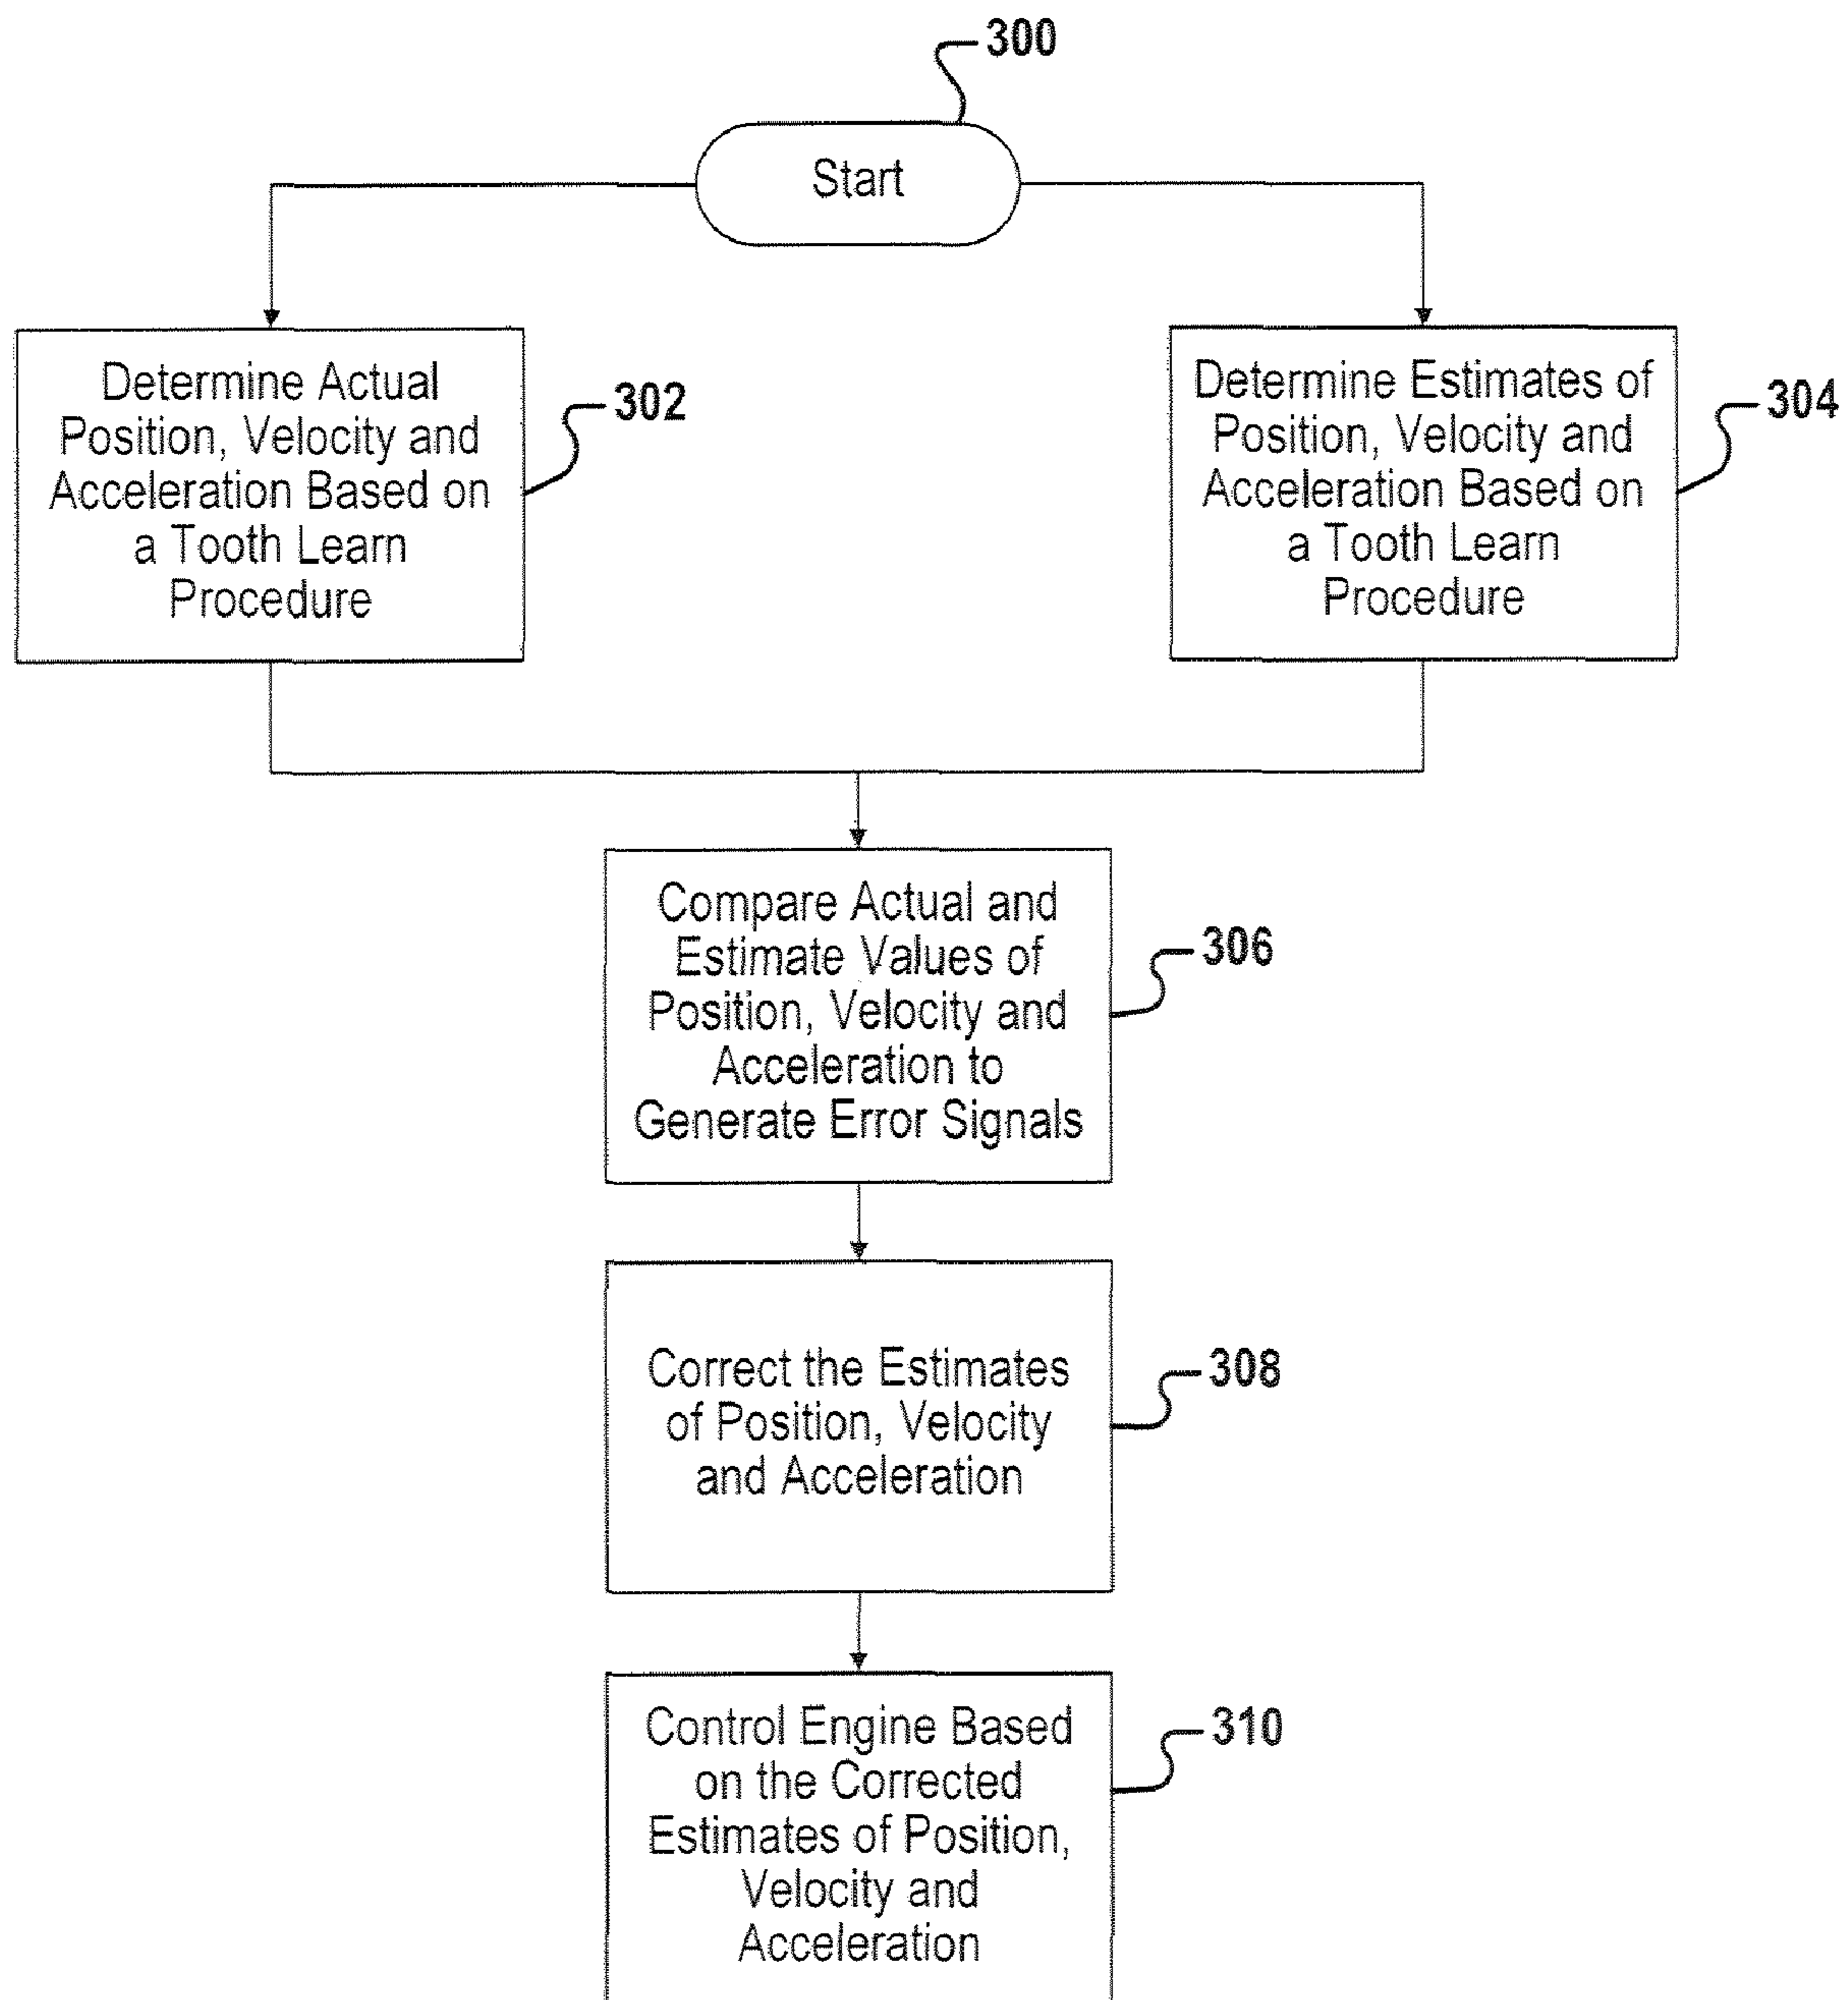 300
Start
Determine Actual
Position, Velocity and
Acceleration Based on
a Tooth Learn
Procedure
302
Determine Estimates of
Position, Velocity and
Acceleration Based on
a Tooth Learn
Procedure
304
Compare Actual and
Estimate Values of
Position, Velocity and
Acceleration to
Generate Error Signals
306
Correct the Estimates
of Position, Velocity
and Acceleration
308
Control Engine Based
on the Corrected
Estimates of Position,
Velocity and
Acceleration
310